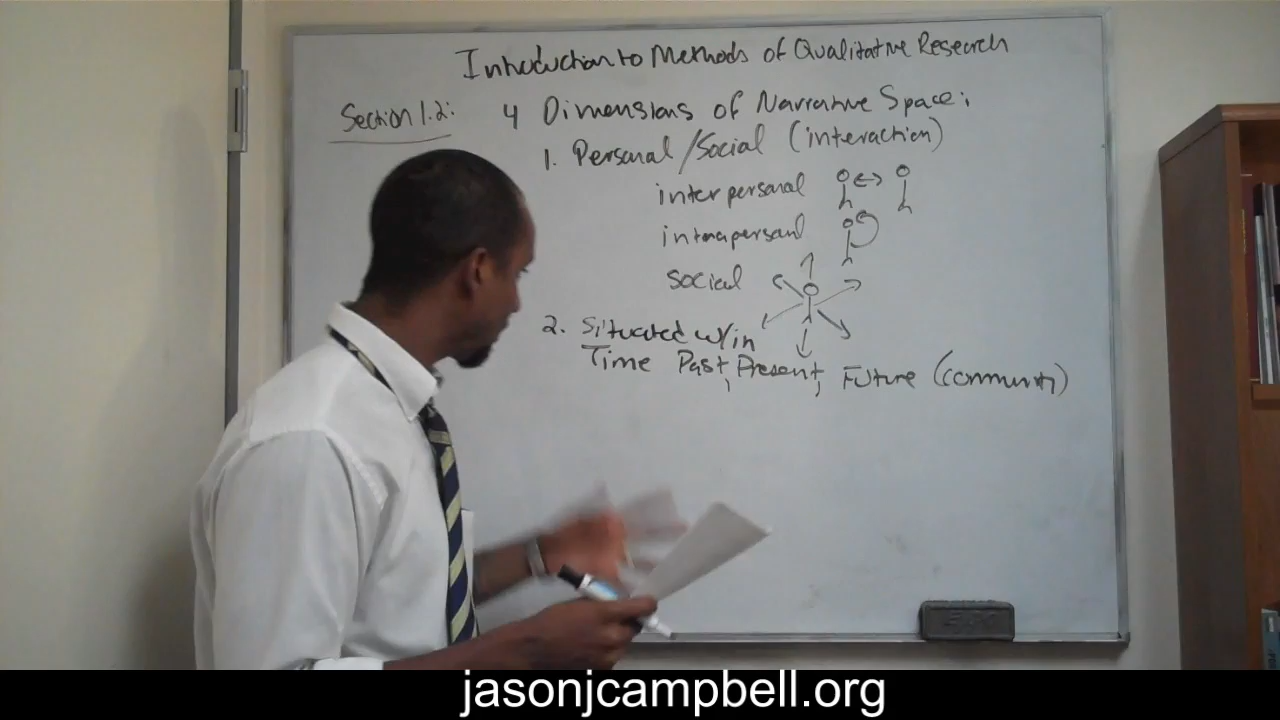 Introduction to Methods of Qualitative Research
Section 1.2: 4 Dimensions of Narrative Space:
1. Personal/Social (interaction)
interpersonal
intrapersonal
social
2. Situated w/in
Time Past, Present, Future (community)
jasonjcampbell.org